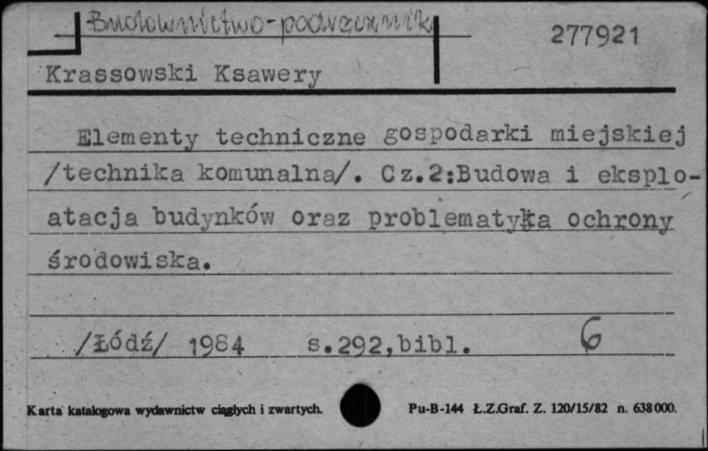 Budownictwo-podręcznik
277921
Krassowski Ksawery
Elementy techniczne gospodarki miejskiej
/technika komunalna/. Cz.2:Budowa i eksplo-
atacja budynków oraz problematyka ochrony
środowiska.
/Łódź/ 1984 s.292,bibl. 6
Karta katalogowa wydawnictw ciągłych i zwartych. Pu-B-144 Ł.Z.Graf. Z. 120/15/82 n. 638000.